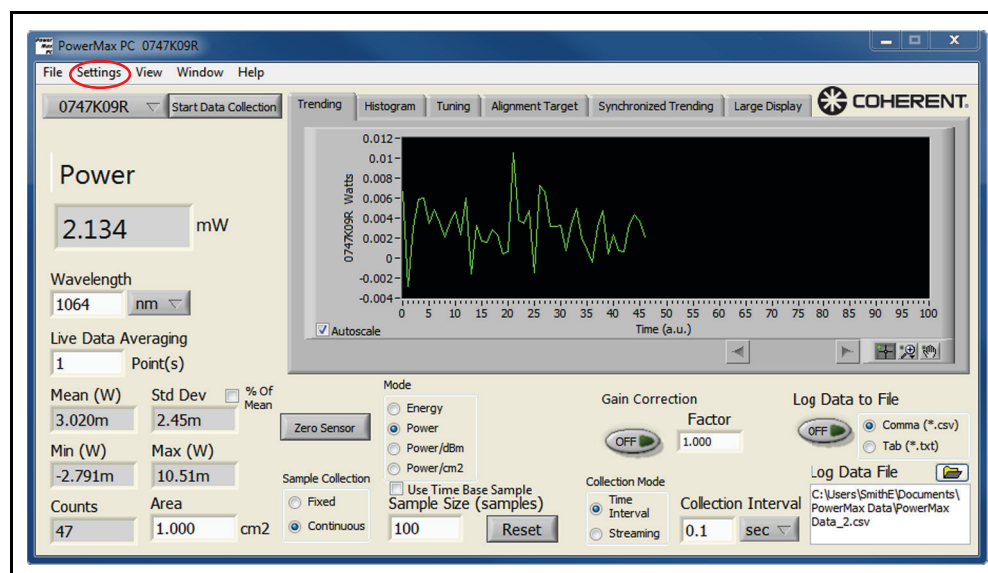 PowerMax PC 0747K09R
File Settings View Window Help
0747K09R Start Data Collection
Trending Histogram Tuning Alignment Target Synchronized Trending Large Display
COHERENT.
Power
2.134 mW
Wavelength
1064 nm
Live Data Averaging
1 Point(s)
0747K09R Watts
0.012
0.01
0.008
0.006
0.004
0.002
0
-0.002
-0.004
0 5 10 15 20 25 30 35 40 45 50 55 60 65 70 75 80 85 90 95 100
Time (a.u.)
Autoscale
Mean (W) Std Dev % Of Mean
3.020m 2.45m
Min (W) Max (W)
-2.791m 10.51m
Counts Area
47 1.000 cm2
Zero Sensor
Mode
Energy
Power
Power/dBm
Power/cm2
Use Time Base Sample
Sample Collection
Fixed
Continuous
Sample Size (samples)
100 Reset
Gain Correction
OFF
Factor
1.000
Collection Mode
Time Interval
Streaming
Collection Interval
0.1 sec
Log Data to File
OFF
Comma (*.csv)
Tab (*.txt)
Log Data File
C:\Users\SmithE\Documents\
PowerMax Data\PowerMax
Data_2.csv